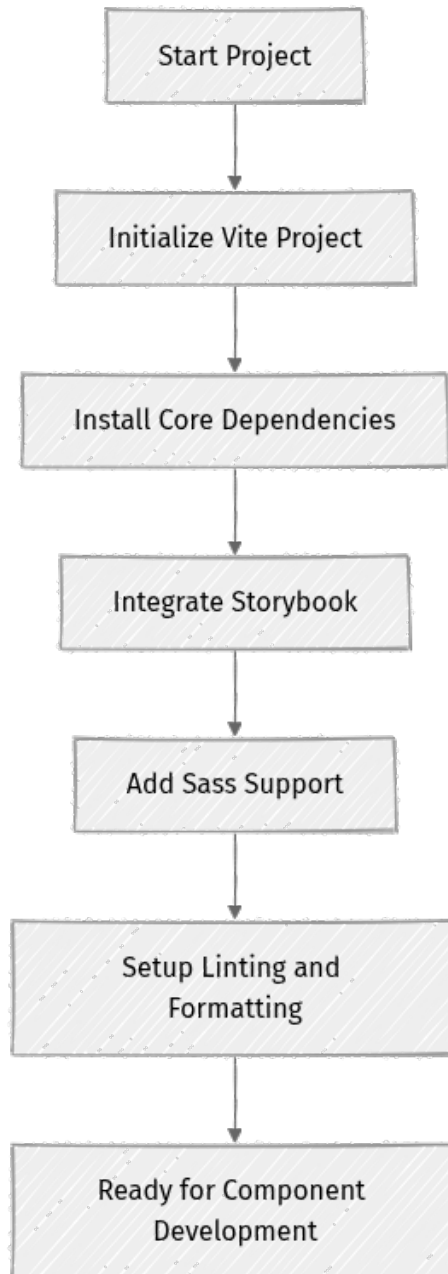 Start Project
Initialize Vite Project
Install Core Dependencies
Integrate Storybook
Add Sass Support
Setup Linting and
Formatting
Ready for Component
Development